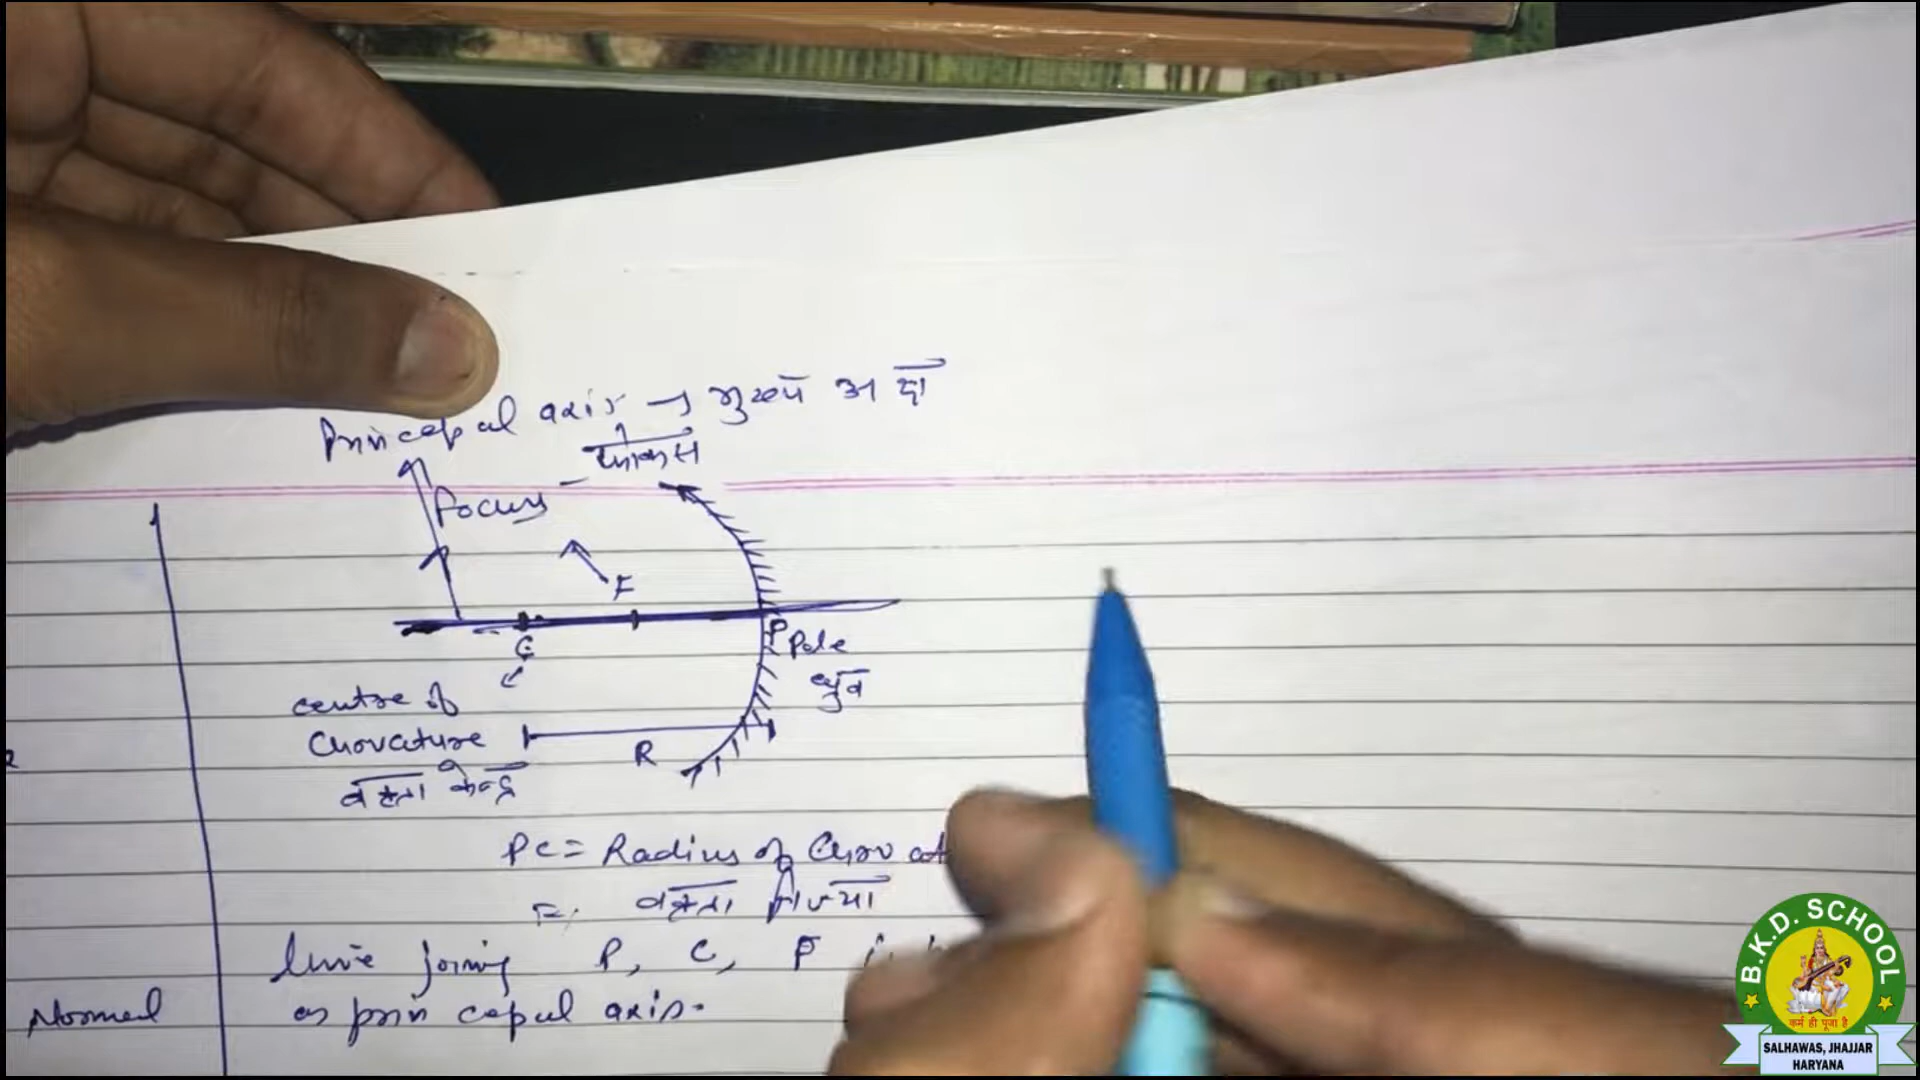 Principal axis → मुख्य अक्ष
फोकस
Focus
F
C
P
Pole
ध्रुव
centre of
Curvature
वक्रता केन्द्र
R
PC = Radius of
= वक्रता त्रिज्या
line joining P, C, F
as principal axis.
Normal
B.K.D. SCHOOL
कर्म ही पूजा है
SALHAWAS, JHAJJAR
HARYANA